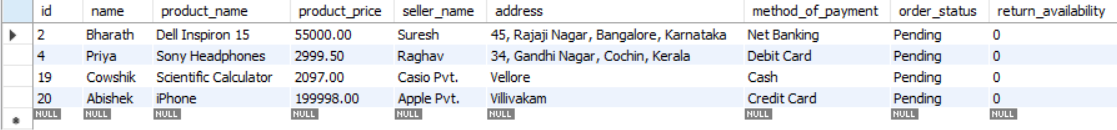 id name product_name product_price seller_name address method_of_payment order_status return_availability
2 Bharath Dell Inspiron 15 55000.00 Suresh 45, Rajaji Nagar, Bangalore, Karnataka Net Banking Pending 0
4 Priya Sony Headphones 2999.50 Raghav 34, Gandhi Nagar, Cochin, Kerala Debit Card Pending 0
19 Cowshik Scientific Calculator 2097.00 Casio Pvt. Vellore Cash Pending 0
20 Abishek iPhone 199998.00 Apple Pvt. Villivakam Credit Card Pending 0
NULL NULL NULL NULL NULL NULL NULL NULL NULL